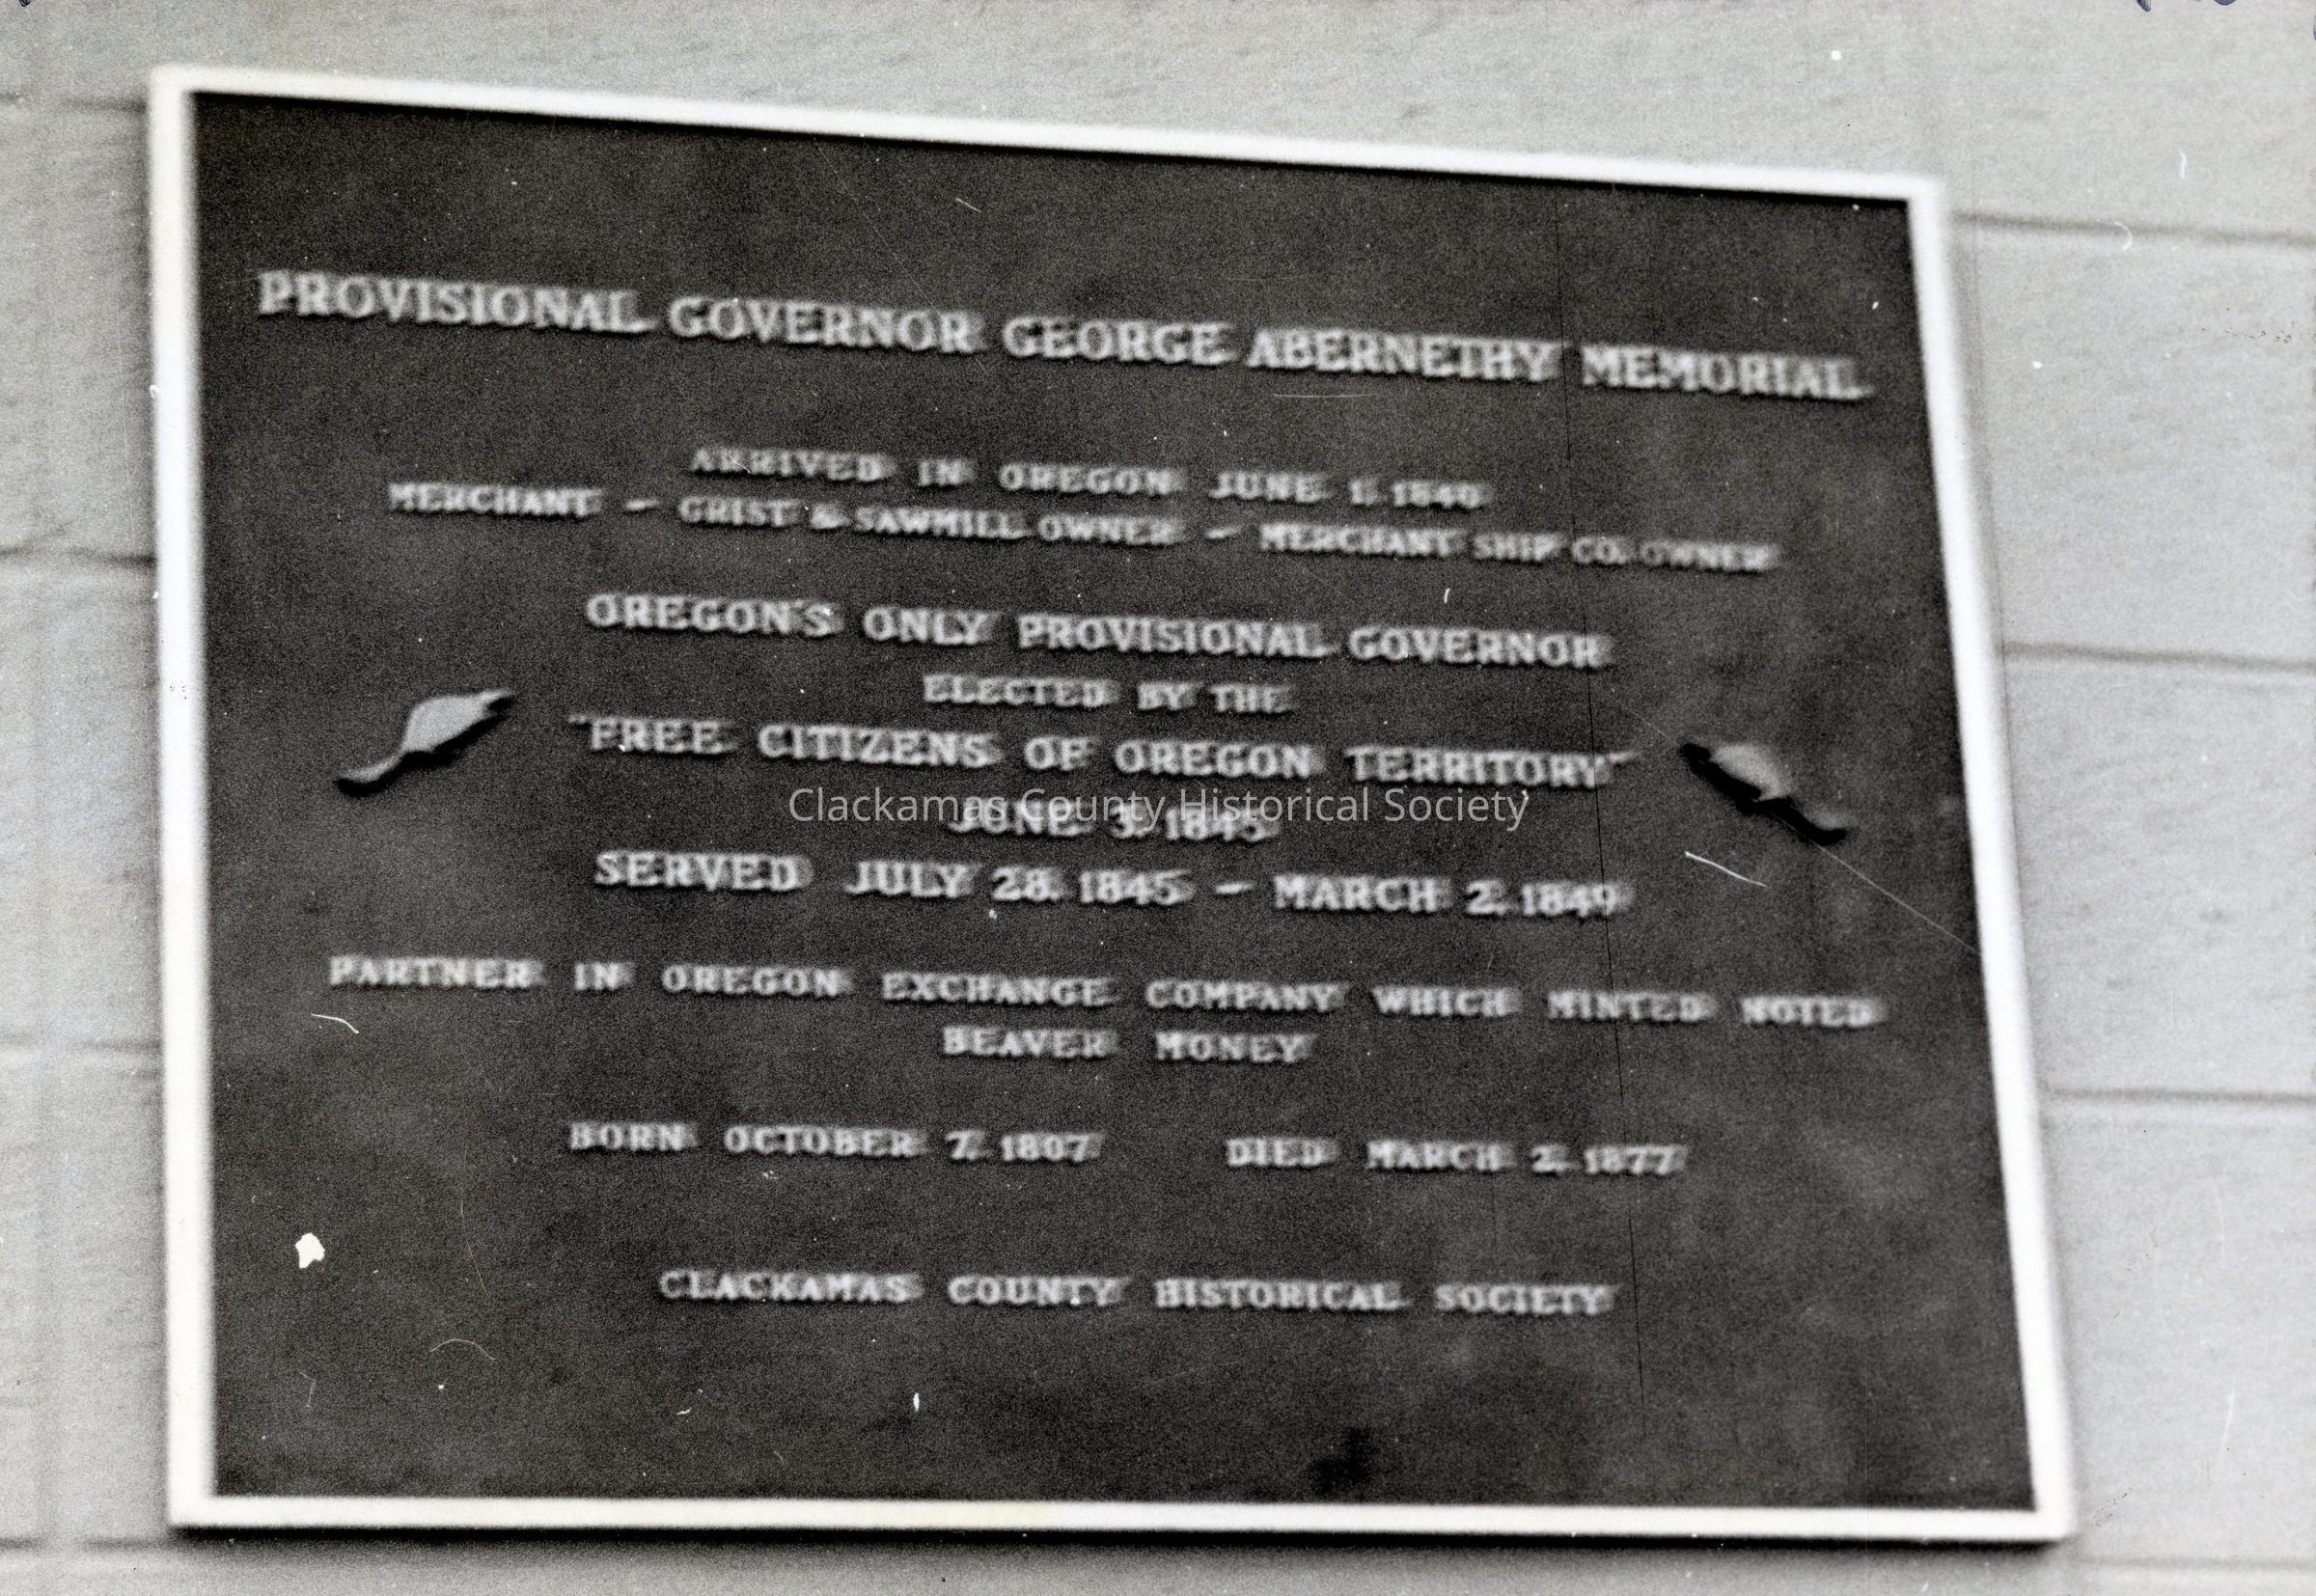 PROVISIONAL GOVERNOR GEORGE ABERNETHY MEMORIAL
ARRIVED IN OREGON JUNE 1, 1840
MERCHANT – GRIST & SAWMILL OWNER – MERCHANT SHIP CO. OWNER
OREGON'S ONLY PROVISIONAL GOVERNOR
ELECTED BY THE
"FREE CITIZENS OF OREGON TERRITORY"
Clackamas County Historical Society
JUNE 3, 1845
SERVED JULY 28, 1845 – MARCH 2, 1849
PARTNER IN OREGON EXCHANGE COMPANY WHICH MINTED NOTED
BEAVER MONEY
BORN OCTOBER 7, 1807 DIED MARCH 2, 1877
CLACKAMAS COUNTY HISTORICAL SOCIETY